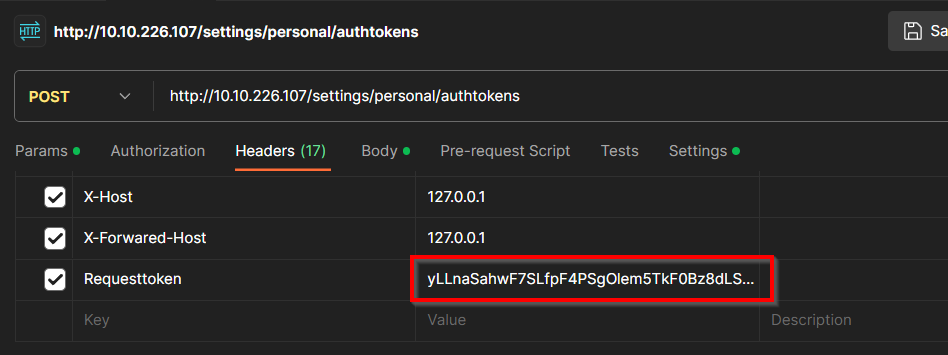 HTTP http://10.10.226.107/settings/personal/authtokens Sa
POST http://10.10.226.107/settings/personal/authtokens
Params Authorization Headers (17) Body Pre-request Script Tests Settings
X-Host 127.0.0.1
X-Forwared-Host 127.0.0.1
Requesttoken yLLnaSahwF7SLfpF4PSgOlem5TkF0Bz8dLS...
Key Value Description